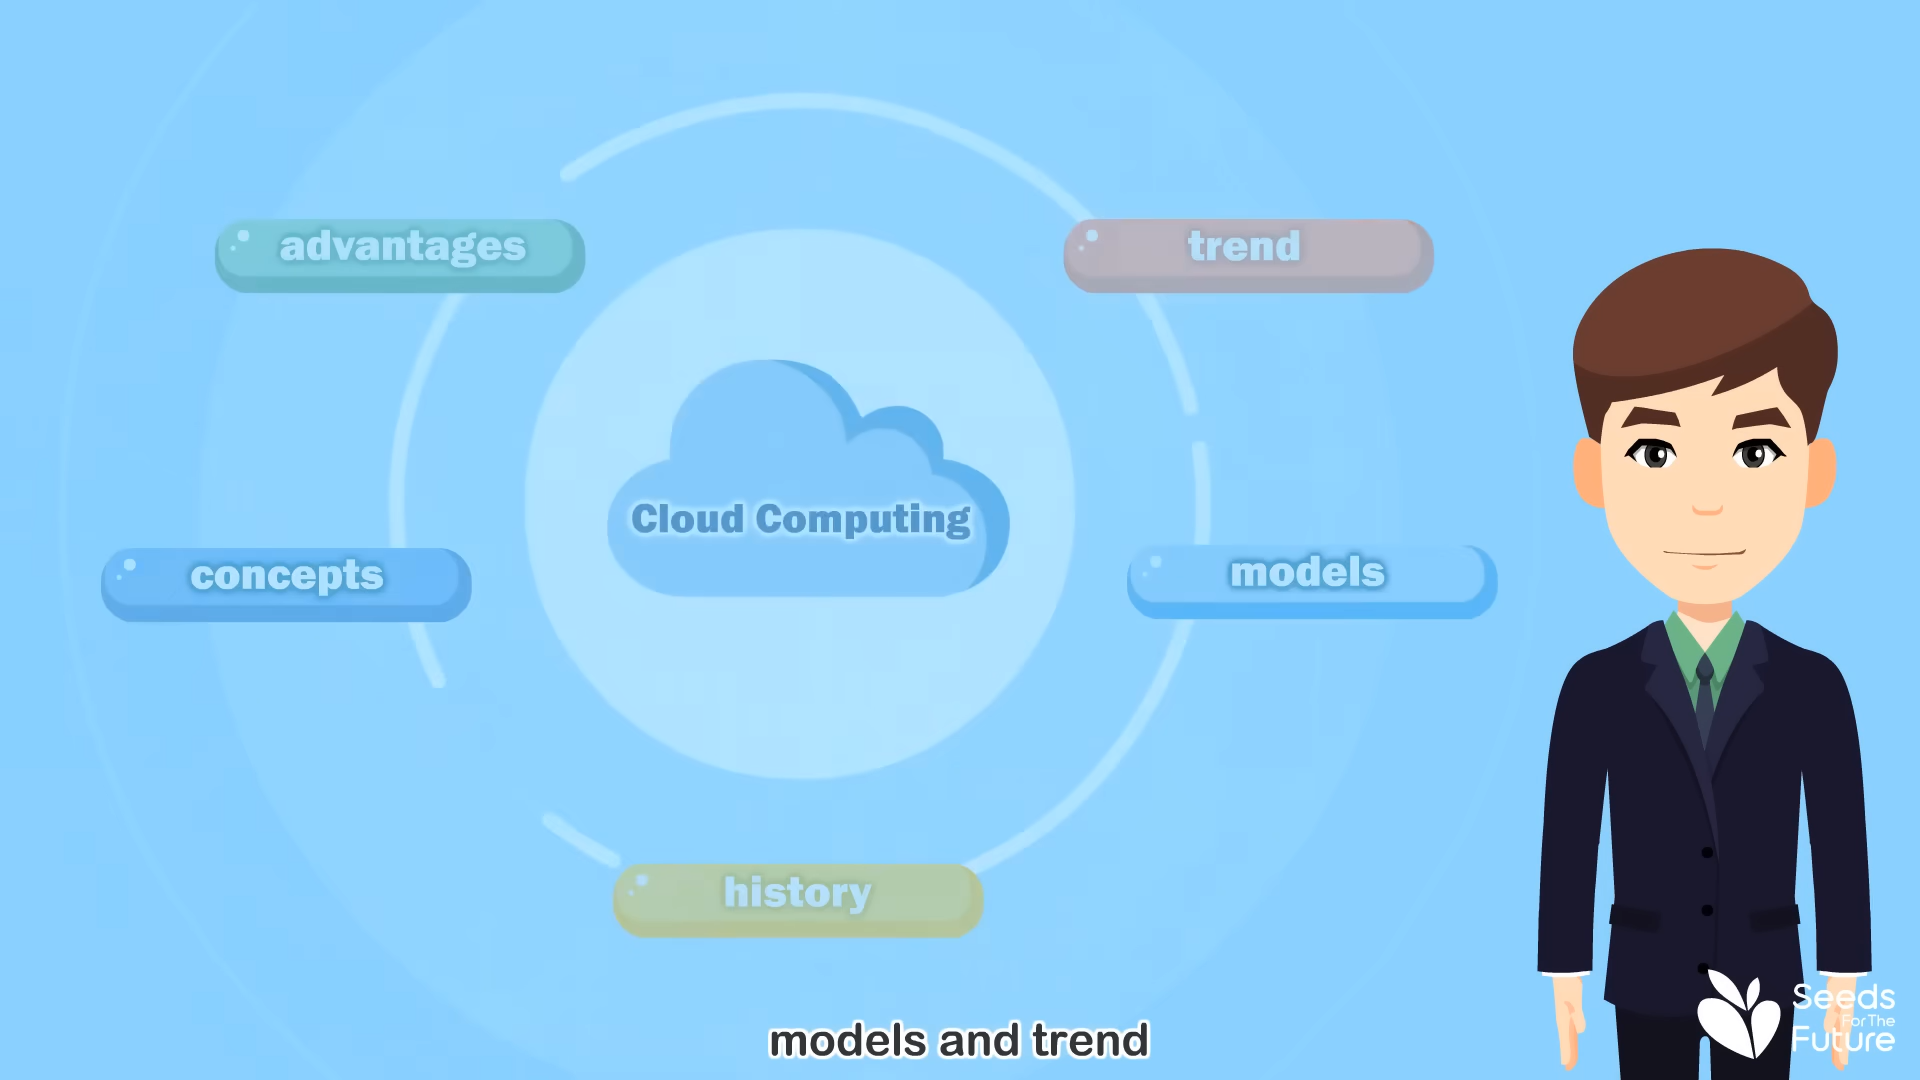 advantages
trend
Cloud Computing
concepts
models
history
models and trend
Seeds
For The
Future